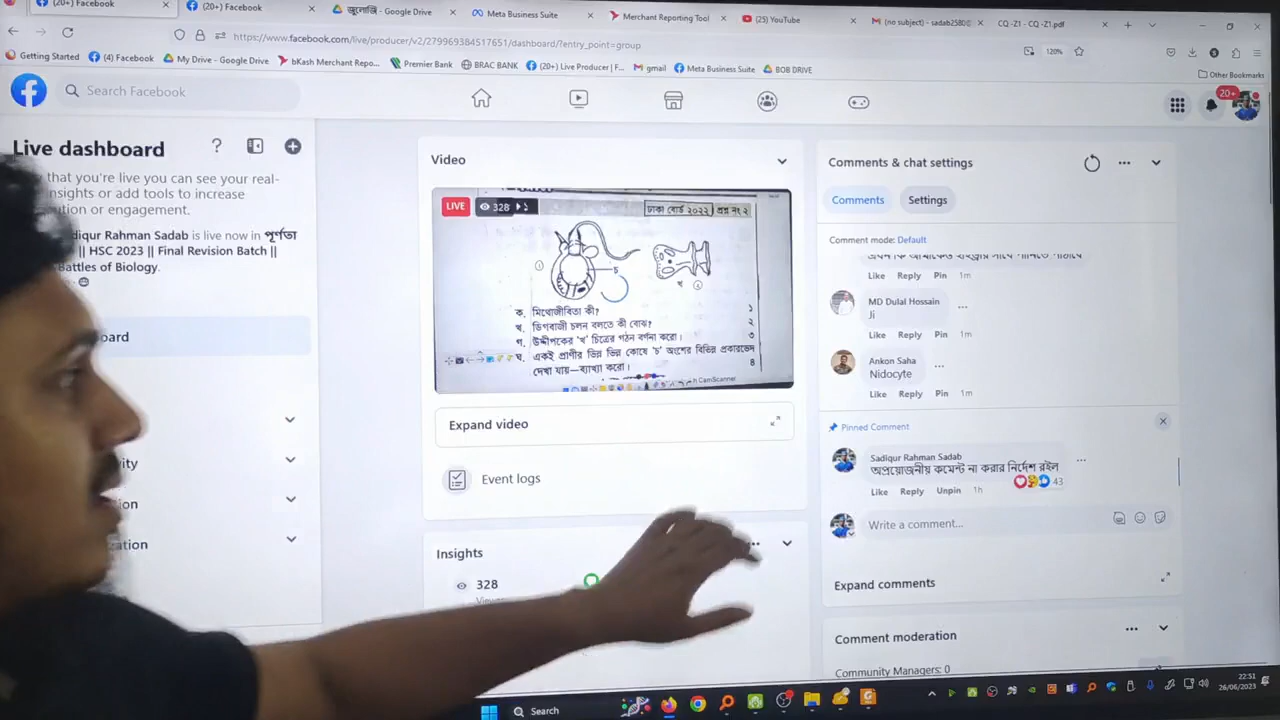 (20+) Facebook
(20+) Facebook
Google Drive
Meta Business Suite
Merchant Reporting Tool
(25) YouTube
(no subject) - sadab2580@
CQ -Z1 - CQ -Z1.pdf
https://www.facebook.com/live/producer/v2/279969384517651/dashboard/?entry_point=group
120%
Getting Started
(4) Facebook
My Drive - Google Drive
bKash Merchant Repo...
Premier Bank
BRAC BANK
(20+) Live Producer | F...
gmail
Meta Business Suite
BOB DRIVE
Other Bookmarks
Search Facebook
20+
Live dashboard
that you're live you can see your real-
insights or add tools to increase
or engagement.
diqur Rahman Sadab is live now in পূর্ণতা
|| HSC 2023 || Final Revision Batch ||
Battles of Biology.
Video
LIVE
328
ঢাকা বোর্ড ২০২২
প্রশ্ন নং ২
ক. মিথোজীবিতা কী? ১
খ. ডিগবাজী চলন বলতে কী বোঝ? ২
গ. উদ্দীপকের 'খ' চিত্রের গঠন বর্ণনা করো। ৩
ঘ. একই প্রাণীর ভিন্ন ভিন্ন কোষে 'চ' অংশের বিভিন্ন প্রকারভেদ
দেখা যায়—ব্যাখ্যা করো। ৪
CamScanner
Expand video
Event logs
Insights
328
Comments & chat settings
Comments
Settings
Comment mode: Default
Like Reply Pin 1m
MD Dulal Hossain
Ji
Like Reply Pin 1m
Ankon Saha
Nidocyte
Like Reply Pin 1m
Pinned Comment
Sadiqur Rahman Sadab
অপ্রয়োজনীয় কমেন্ট না করার নির্দেশ রইল
43
Like Reply Unpin 1h
Write a comment...
Expand comments
Comment moderation
Community Managers: 0
Search
22:51
26/06/2023